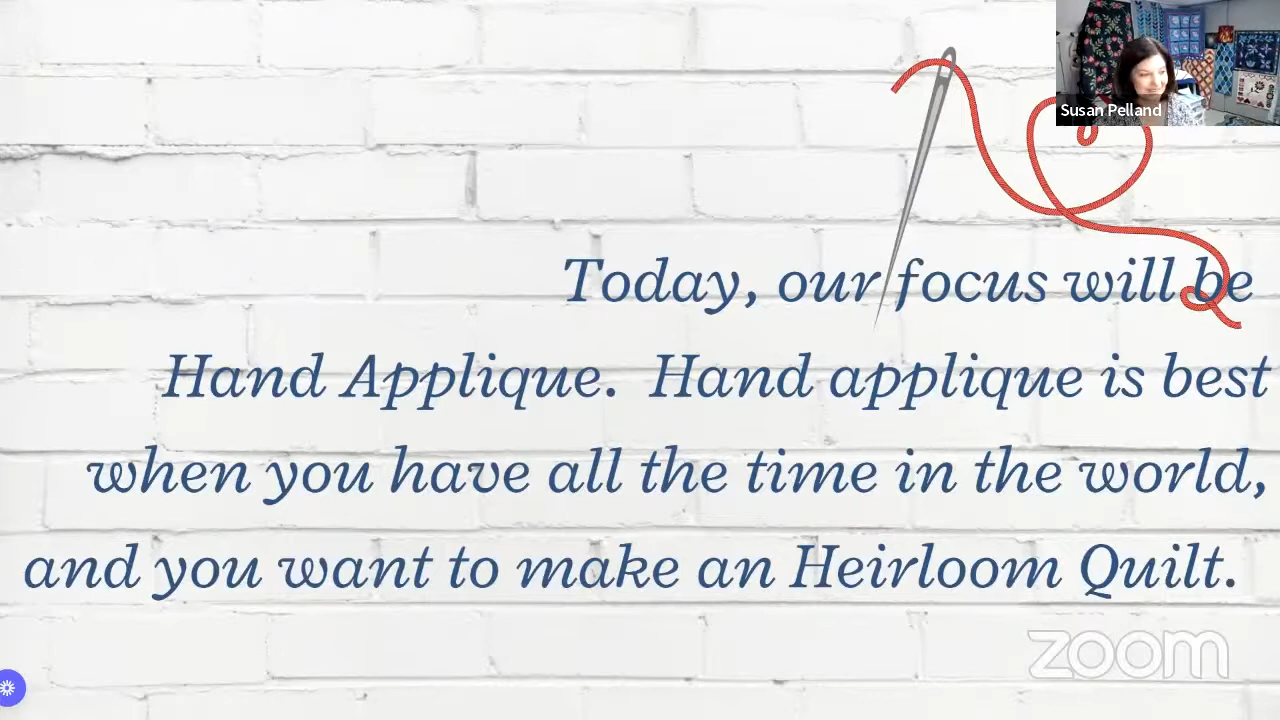 Susan Pelland
Today, our focus will be
Hand Applique.  Hand applique is best
when you have all the time in the world,
and you want to make an Heirloom Quilt.
zoom